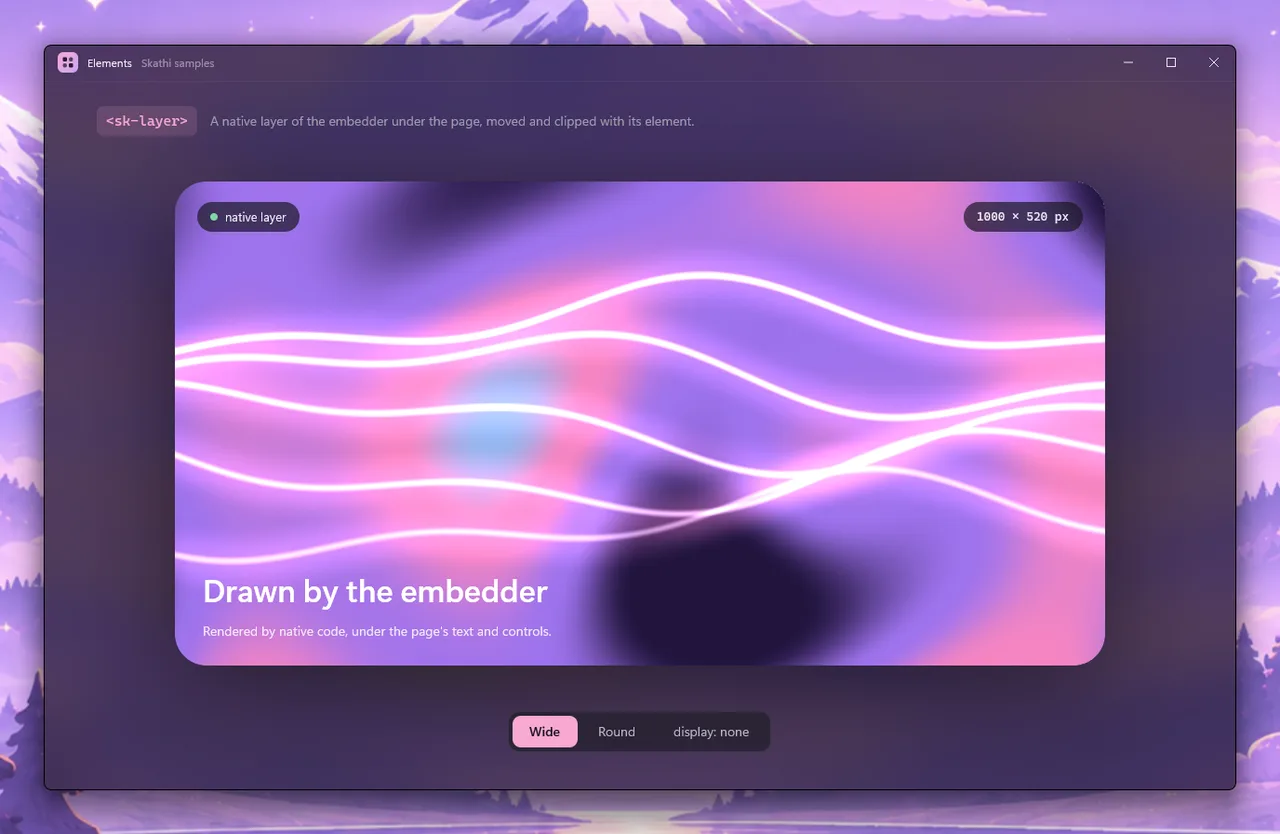 Elements Skathi samples
<sk-layer> A native layer of the embedder under the page, moved and clipped with its element.
native layer
1000 × 520 px
Drawn by the embedder
Rendered by native code, under the page's text and controls.
Wide Round display: none